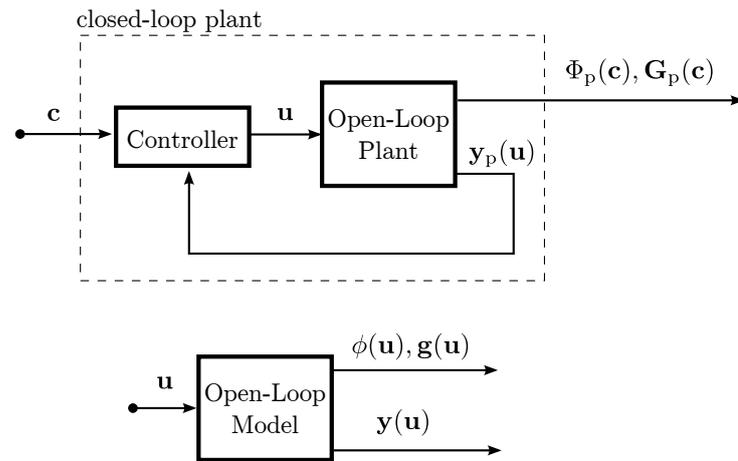 closed-loop plant
Φp(c), Gp(c)
c
u
Controller
Open-Loop
Plant
yp(u)
ϕ(u), g(u)
u
Open-Loop
Model
y(u)